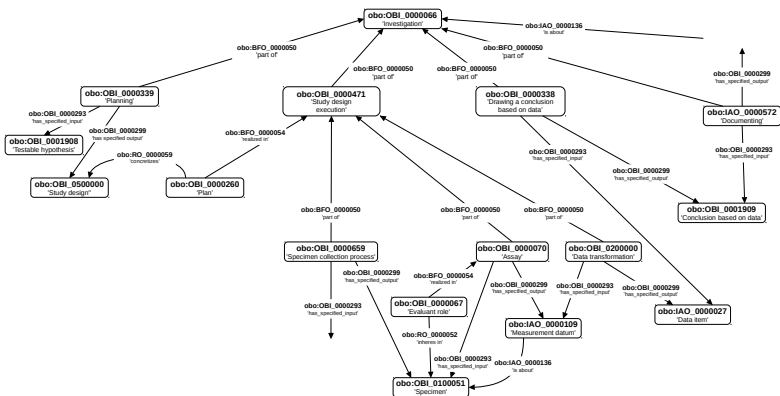 obo:OBI_0000066
'Investigation'
obo:IAO_0000136
'is about'
obo:BFO_0000050
'part of'
obo:BFO_0000050
'part of'
obo:BFO_0000050
'part of'
obo:BFO_0000050
'part of'
obo:OBI_0000299
'has_specified_output'
obo:OBI_0000339
'Planning'
obo:OBI_0000471
'Study design
execution'
obo:OBI_0000338
'Drawing a conclusion
based on data'
obo:IAO_0000572
'Documenting'
obo:OBI_0000293
'has_specified_input'
obo:OBI_0000299
'has_specified output'
obo:BFO_0000054
'realized in'
obo:OBI_0001908
'Testable hypothesis'
obo:RO_0000059
'concretizes'
obo:OBI_0000293
'has_specified_input'
obo:OBI_0000293
'has_specified_input'
obo:OBI_0000299
'has_specified_output'
obo:OBI_0500000
'Study design"
obo:OBI_0000260
'Plan'
obo:BFO_0000050
'part of'
obo:BFO_0000050
'part of'
obo:BFO_0000050
'part of'
obo:OBI_0001909
'Conclusion based on data'
obo:OBI_0000659
'Specimen collection process'
obo:OBI_0000070
'Assay'
obo:OBI_0200000
'Data transformation'
obo:OBI_0000299
'has_specified_output'
obo:BFO_0000054
'realized in'
obo:OBI_0000299
'has_specified_output'
obo:OBI_0000293
'has_specified_input'
obo:OBI_0000299
'has_specified_output'
obo:OBI_0000293
'has_specified_input'
obo:OBI_0000067
'Evaluant role'
obo:IAO_0000027
'Data item'
obo:IAO_0000109
'Measurement datum'
obo:RO_0000052
'inheres in'
obo:OBI_0000293
'has_specified_input'
obo:IAO_0000136
'is about'
obo:OBI_0100051
'Specimen'